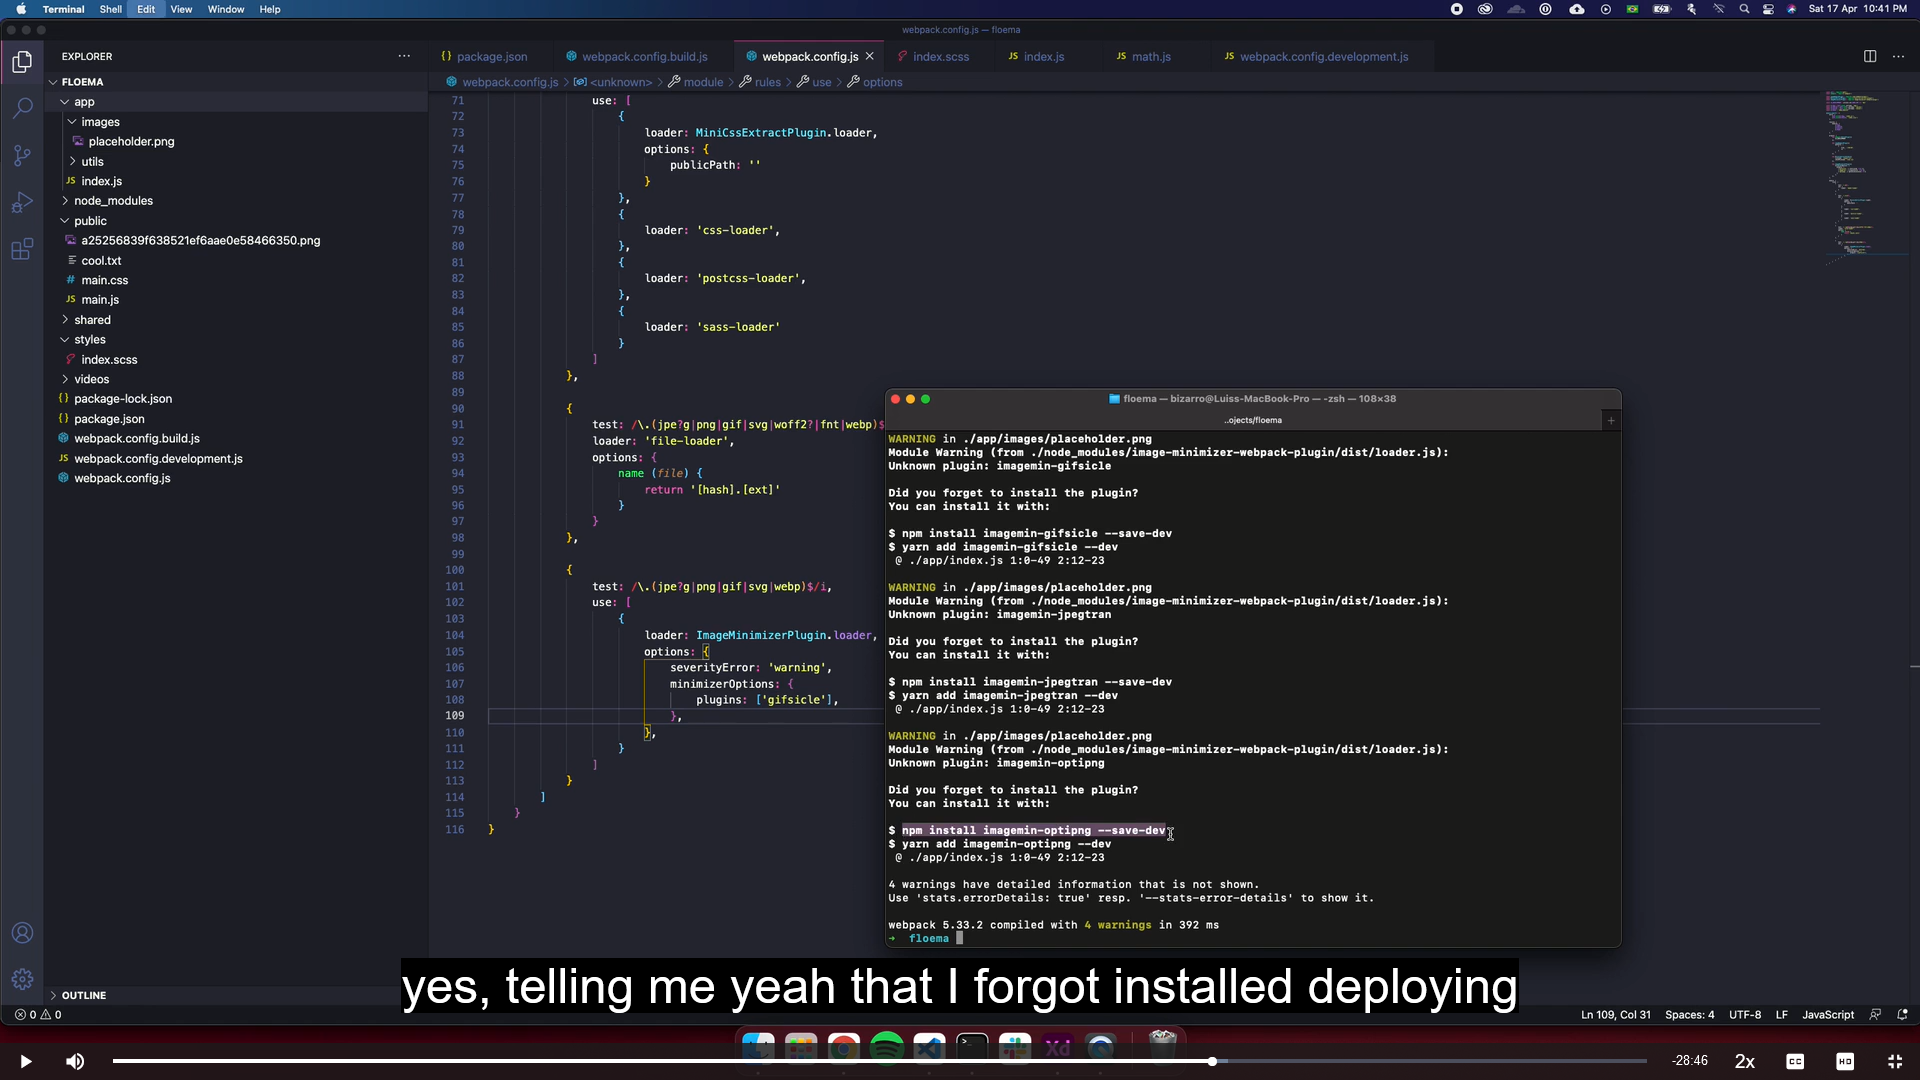 Terminal Shell Edit View Window Help
Sat 17 Apr 10:41 PM
webpack.config.js — floema
EXPLORER
FLOEMA
app
images
placeholder.png
utils
JS index.js
node_modules
public
a25256839f638521ef6aae0e58466350.png
cool.txt
# main.css
JS main.js
shared
styles
index.scss
videos
{} package-lock.json
{} package.json
webpack.config.build.js
JS webpack.config.development.js
webpack.config.js
OUTLINE
{} package.json
webpack.config.build.js
webpack.config.js
index.scss
JS index.js
JS math.js
JS webpack.config.development.js
webpack.config.js > <unknown> > module > rules > use > options
71 use: [
72 {
73 loader: MiniCssExtractPlugin.loader,
74 options: {
75 publicPath: ''
76 }
77 },
78 {
79 loader: 'css-loader',
80 },
81 {
82 loader: 'postcss-loader',
83 },
84 {
85 loader: 'sass-loader'
86 }
87 ]
88 },
89
90 {
91 test: /\.(jpe?g|png|gif|svg|woff2?|fnt|webp)$
92 loader: 'file-loader',
93 options: {
94 name (file) {
95 return '[hash].[ext]'
96 }
97 }
98 },
99
100 {
101 test: /\.(jpe?g|png|gif|svg|webp)$/i,
102 use: [
103 {
104 loader: ImageMinimizerPlugin.loader,
105 options: {
106 severityError: 'warning',
107 minimizerOptions: {
108 plugins: ['gifsicle'],
109 },
110 },
111 }
112 ]
113 }
114 ]
115 }
116 }
floema — bizarro@Luiss-MacBook-Pro — -zsh — 108×38
..ojects/floema
WARNING in ./app/images/placeholder.png
Module Warning (from ./node_modules/image-minimizer-webpack-plugin/dist/loader.js):
Unknown plugin: imagemin-gifsicle
Did you forget to install the plugin?
You can install it with:
$ npm install imagemin-gifsicle --save-dev
$ yarn add imagemin-gifsicle --dev
@ ./app/index.js 1:0-49 2:12-23
WARNING in ./app/images/placeholder.png
Module Warning (from ./node_modules/image-minimizer-webpack-plugin/dist/loader.js):
Unknown plugin: imagemin-jpegtran
Did you forget to install the plugin?
You can install it with:
$ npm install imagemin-jpegtran --save-dev
$ yarn add imagemin-jpegtran --dev
@ ./app/index.js 1:0-49 2:12-23
WARNING in ./app/images/placeholder.png
Module Warning (from ./node_modules/image-minimizer-webpack-plugin/dist/loader.js):
Unknown plugin: imagemin-optipng
Did you forget to install the plugin?
You can install it with:
$ npm install imagemin-optipng --save-dev
$ yarn add imagemin-optipng --dev
@ ./app/index.js 1:0-49 2:12-23
4 warnings have detailed information that is not shown.
Use 'stats.errorDetails: true' resp. '--stats-error-details' to show it.
webpack 5.33.2 compiled with 4 warnings in 392 ms
→ floema
yes, telling me yeah that I forgot installed deploying
0 0
Ln 109, Col 31 Spaces: 4 UTF-8 LF JavaScript
Xd
-28:46 2x CC HD